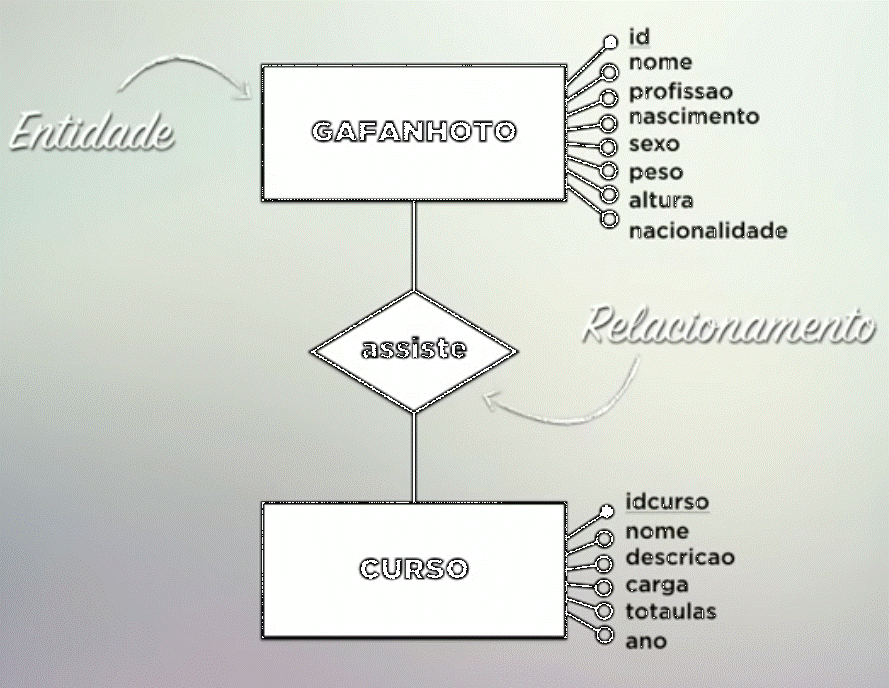 id
nome
profissao
nascimento
sexo
peso
altura
nacionalidade
Entidade
GAFANHOTO
assiste
Relacionamento
idcurso
nome
descricao
carga
totaulas
ano
CURSO